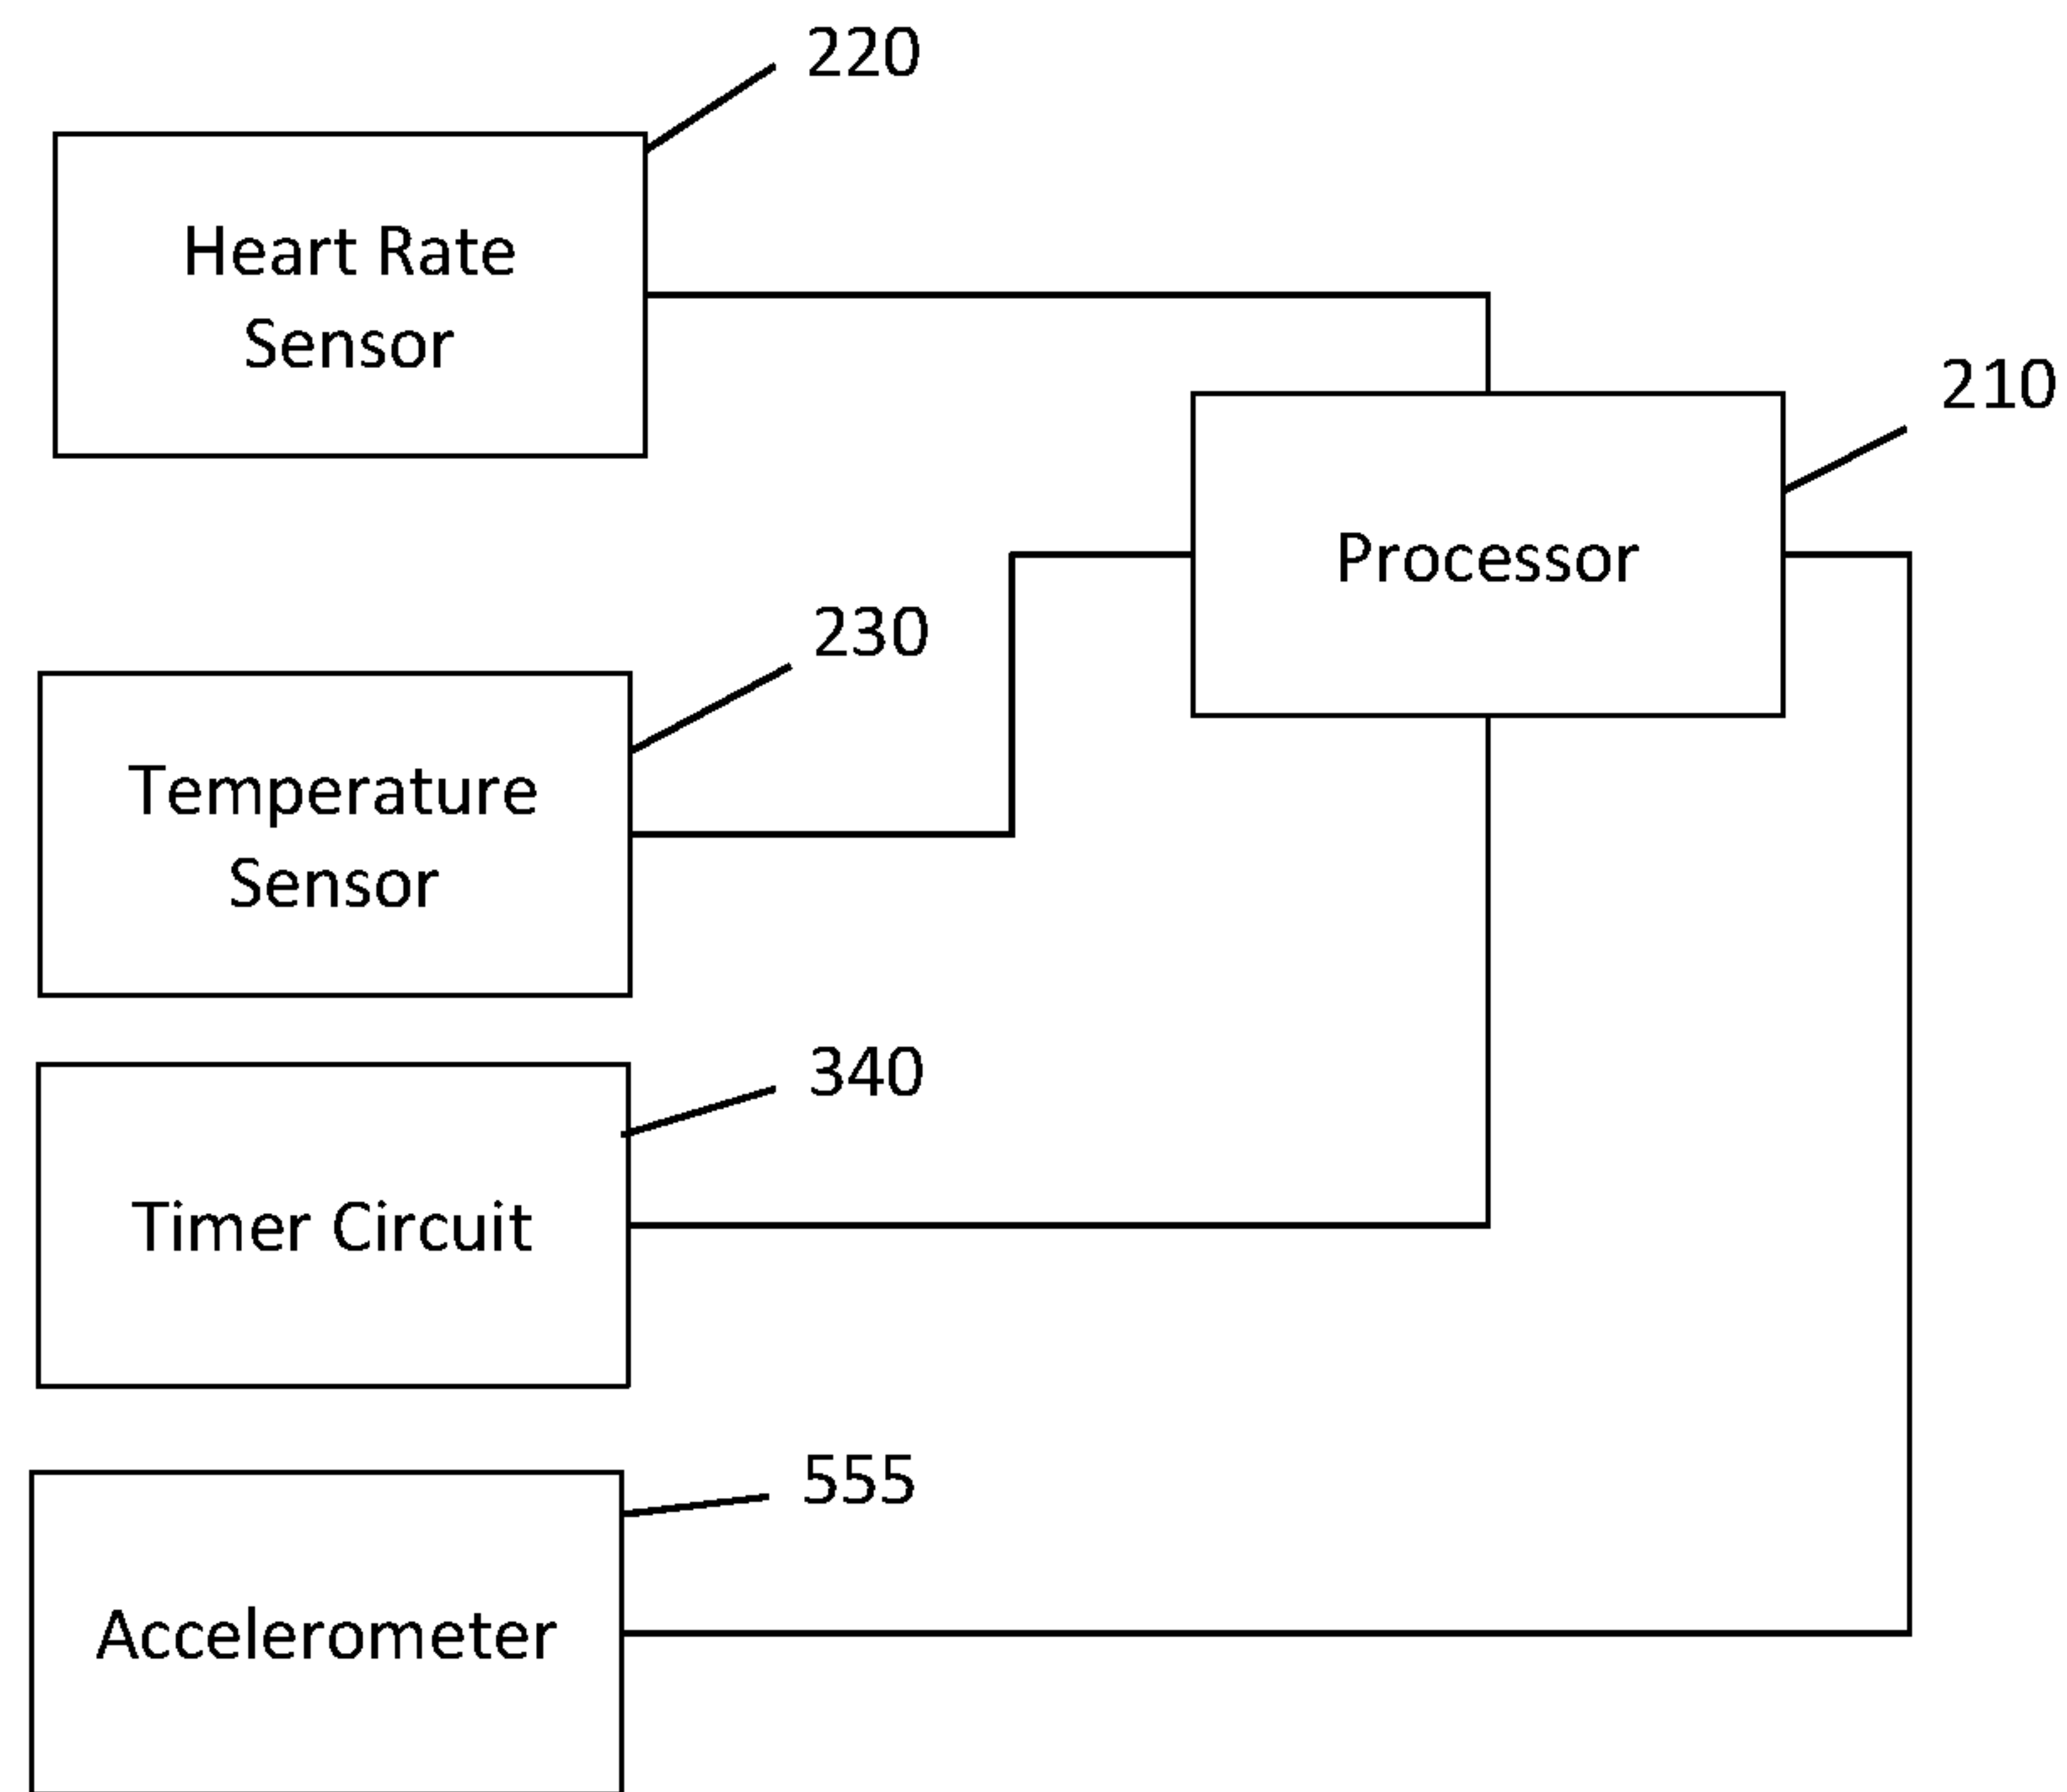 220
Heart Rate
Sensor
210
Processor
230
Temperature
Sensor
340
Timer Circuit
555
Accelerometer